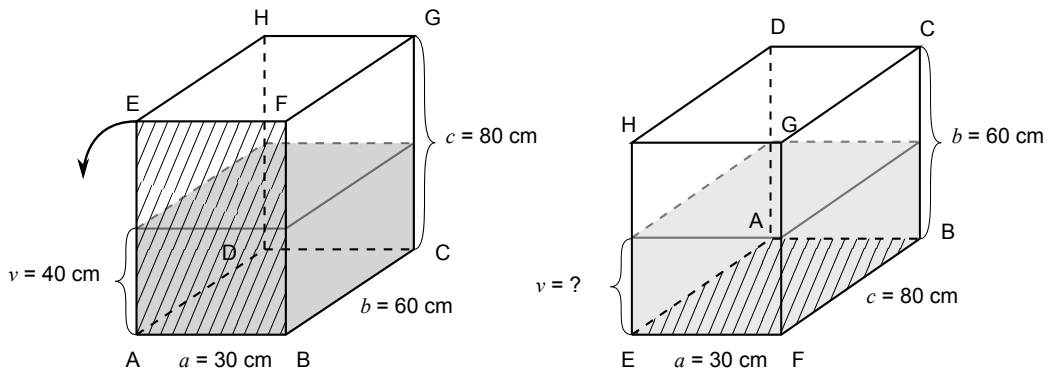 H
G
E
F
c = 80 cm
D
C
v = 40 cm
b = 60 cm
A
a = 30 cm
B
D
C
H
G
b = 60 cm
A
B
v = ?
c = 80 cm
E
a = 30 cm
F